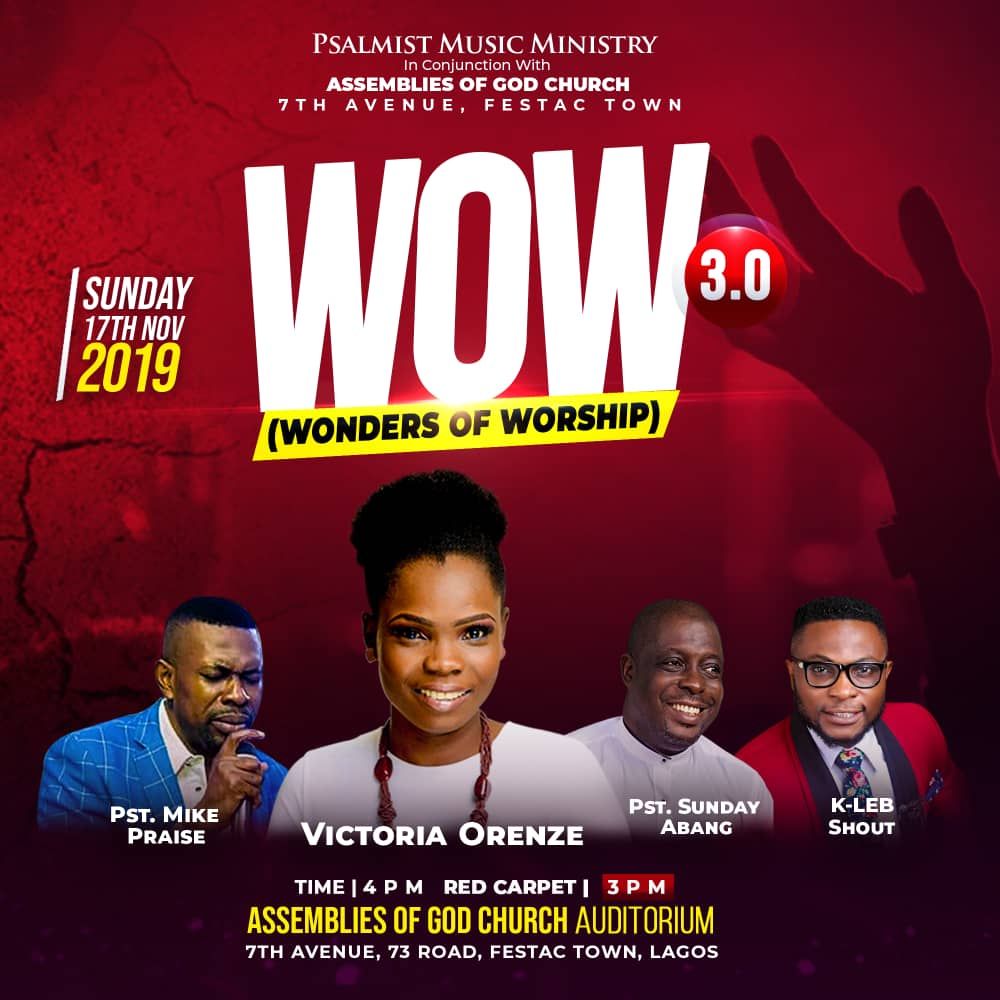 PSALMIST MUSIC MINISTRY
In Conjunction With
ASSEMBLIES OF GOD CHURCH
7TH AVENUE, FESTAC TOWN
WOW
3.0
(WONDERS OF WORSHIP)
SUNDAY
17TH NOV
2019
PST. MIKE
PRAISE
VICTORIA ORENZE
PST. SUNDAY
ABANG
K-LEB
SHOUT
TIME | 4 PM RED CARPET | 3 PM
ASSEMBLIES OF GOD CHURCH AUDITORIUM
7TH AVENUE, 73 ROAD, FESTAC TOWN, LAGOS